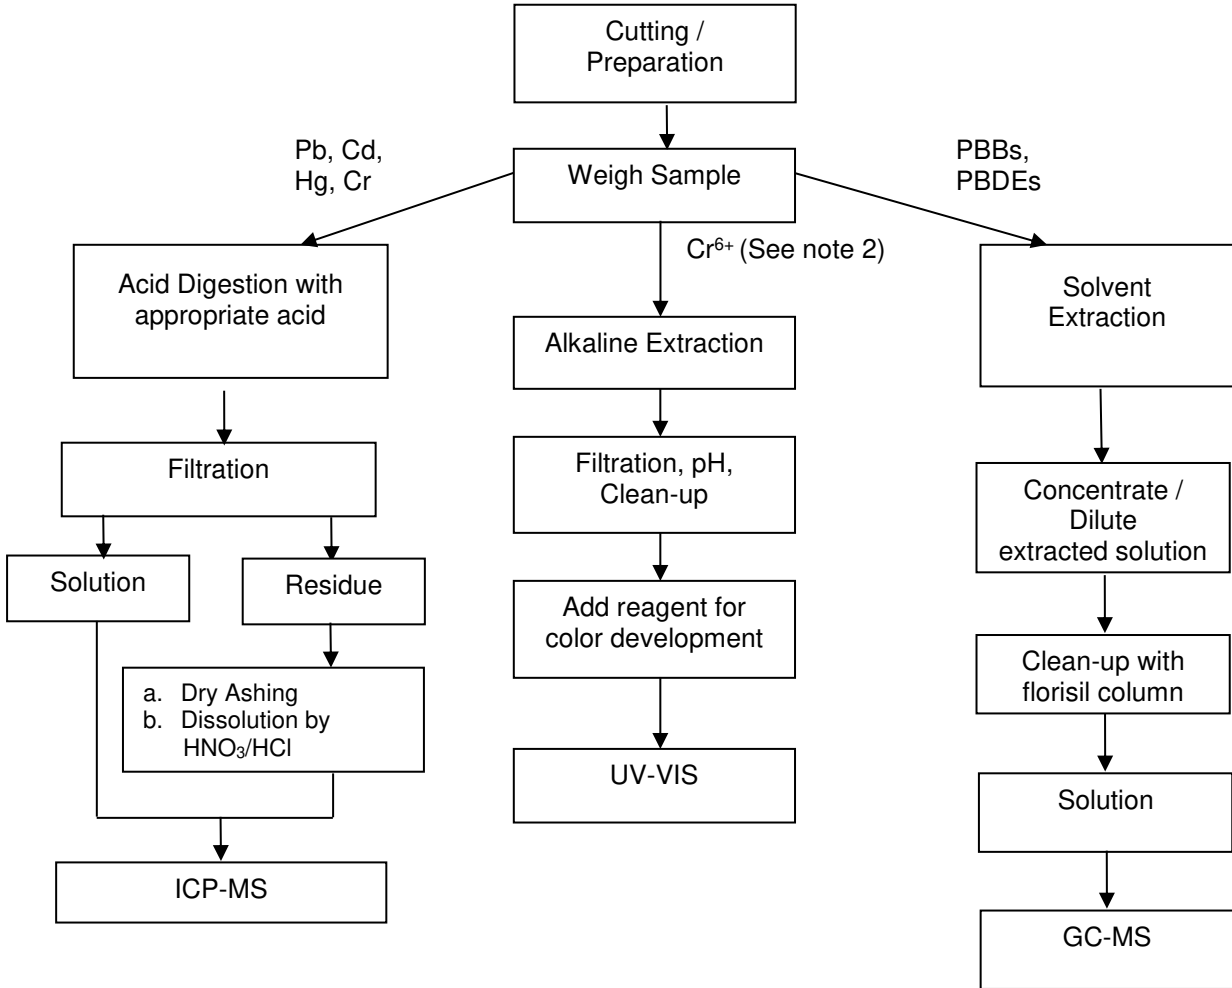 Cutting /
Preparation
Pb, Cd,
Hg, Cr
Weigh Sample
PBBs,
PBDEs
Cr⁶⁺ (See note 2)
Acid Digestion with
appropriate acid
Filtration
Solution
Residue
a. Dry Ashing
b. Dissolution by
HNO₃/HCl
ICP-MS
Alkaline Extraction
Filtration, pH,
Clean-up
Add reagent for
color development
UV-VIS
Solvent
Extraction
Concentrate /
Dilute
extracted solution
Clean-up with
florisil column
Solution
GC-MS